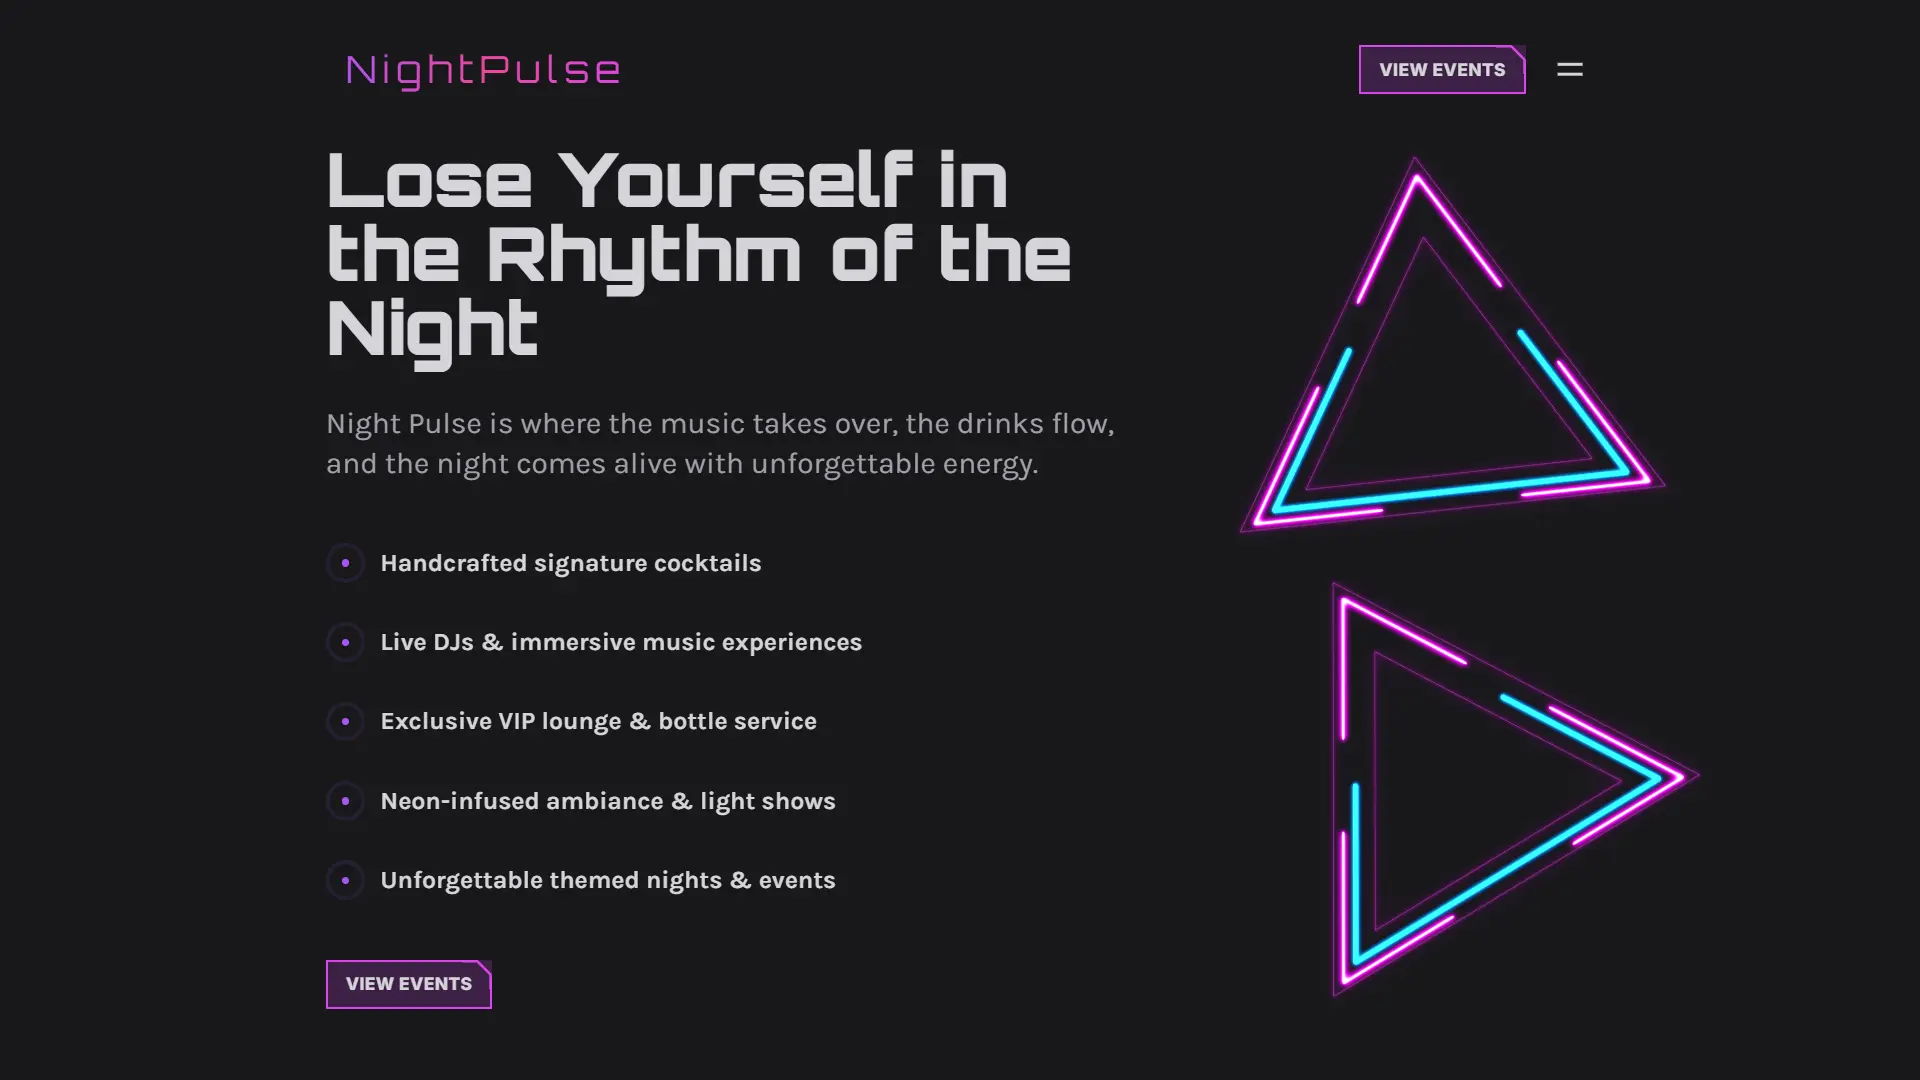 NightPulse
VIEW EVENTS
Lose Yourself in
the Rhythm of the
Night
Night Pulse is where the music takes over, the drinks flow,
and the night comes alive with unforgettable energy.
Handcrafted signature cocktails
Live DJs & immersive music experiences
Exclusive VIP lounge & bottle service
Neon-infused ambiance & light shows
Unforgettable themed nights & events
VIEW EVENTS